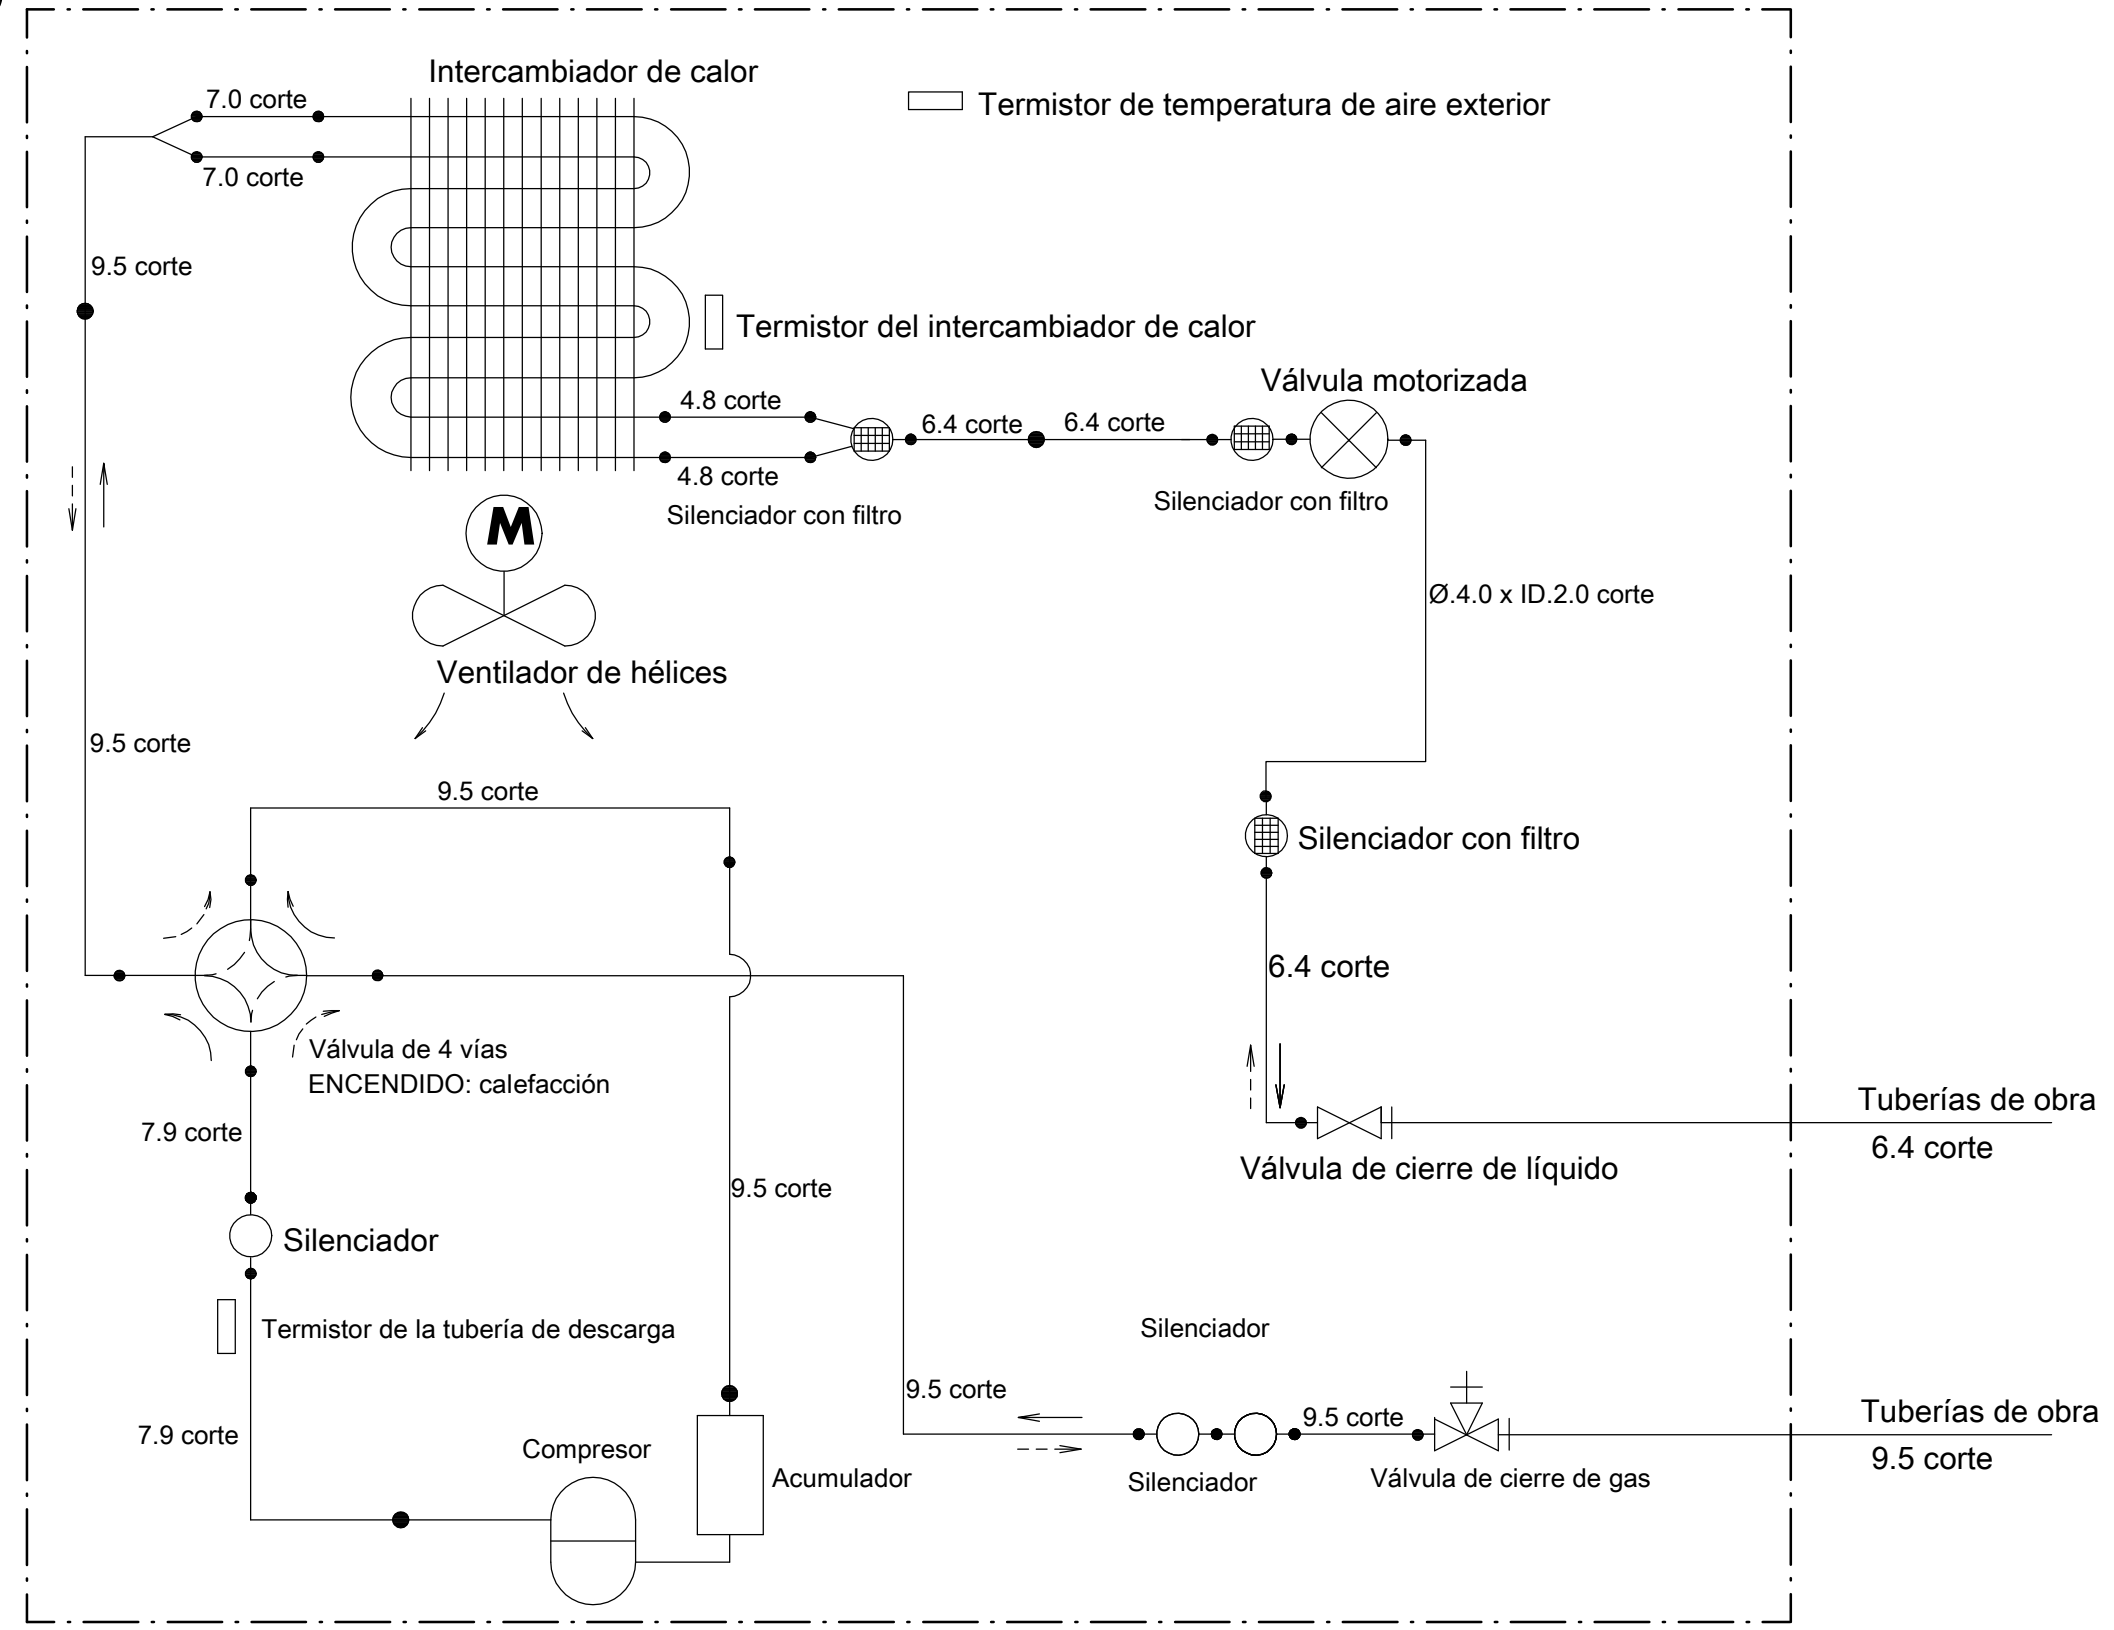 Intercambiador de calor
7.0 corte
Termistor de temperatura de aire exterior
7.0 corte
9.5 corte
Termistor del intercambiador de calor
Válvula motorizada
4.8 corte
6.4 corte
6.4 corte
4.8 corte
Silenciador con filtro
Silenciador con filtro
M
Ø.4.0 x ID.2.0 corte
Ventilador de hélices
9.5 corte
9.5 corte
Silenciador con filtro
6.4 corte
Válvula de 4 vías
ENCENDIDO: calefacción
Tuberías de obra
6.4 corte
7.9 corte
Válvula de cierre de líquido
9.5 corte
Silenciador
Termistor de la tubería de descarga
Silenciador
9.5 corte
9.5 corte
Tuberías de obra
9.5 corte
7.9 corte
Compresor
Acumulador
Silenciador
Válvula de cierre de gas